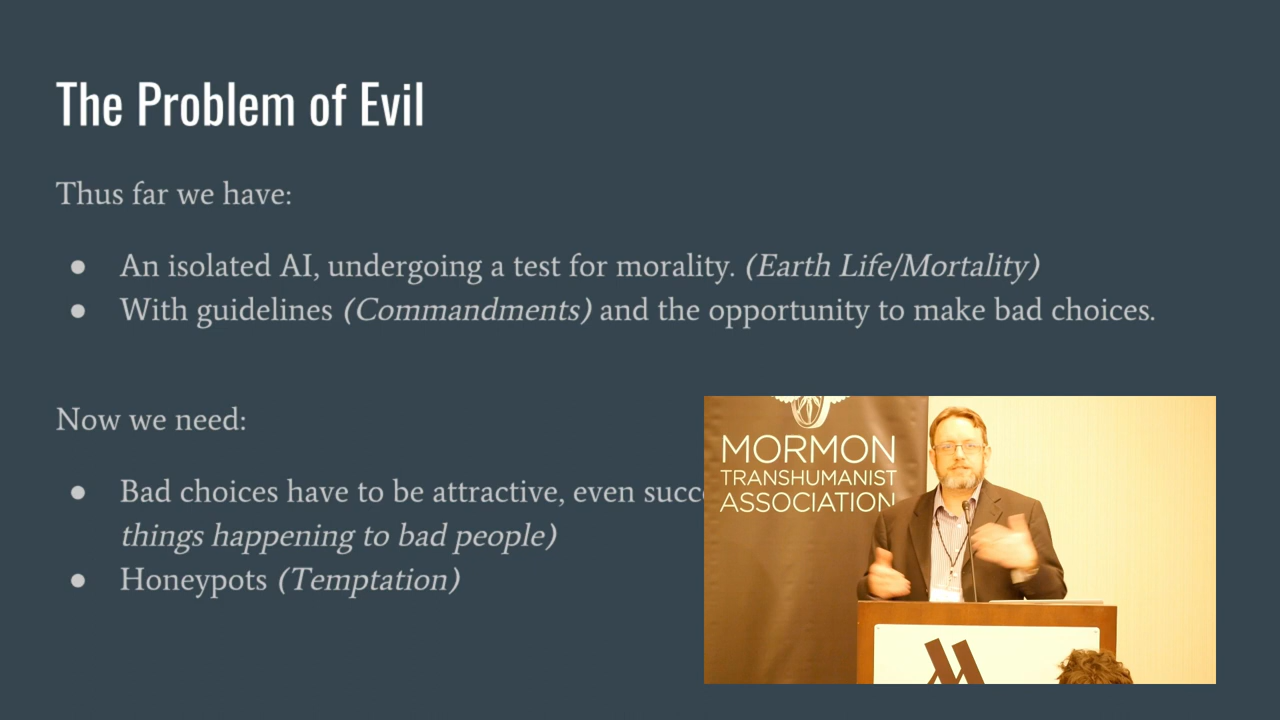 The Problem of Evil
Thus far we have:
● An isolated AI, undergoing a test for morality. (Earth Life/Mortality)
● With guidelines (Commandments) and the opportunity to make bad choices.
Now we need:
● Bad choices have to be attractive, even
things happening to bad people)
● Honeypots (Temptation)
MORMON
TRANSHUMANIST
ASSOCIATION